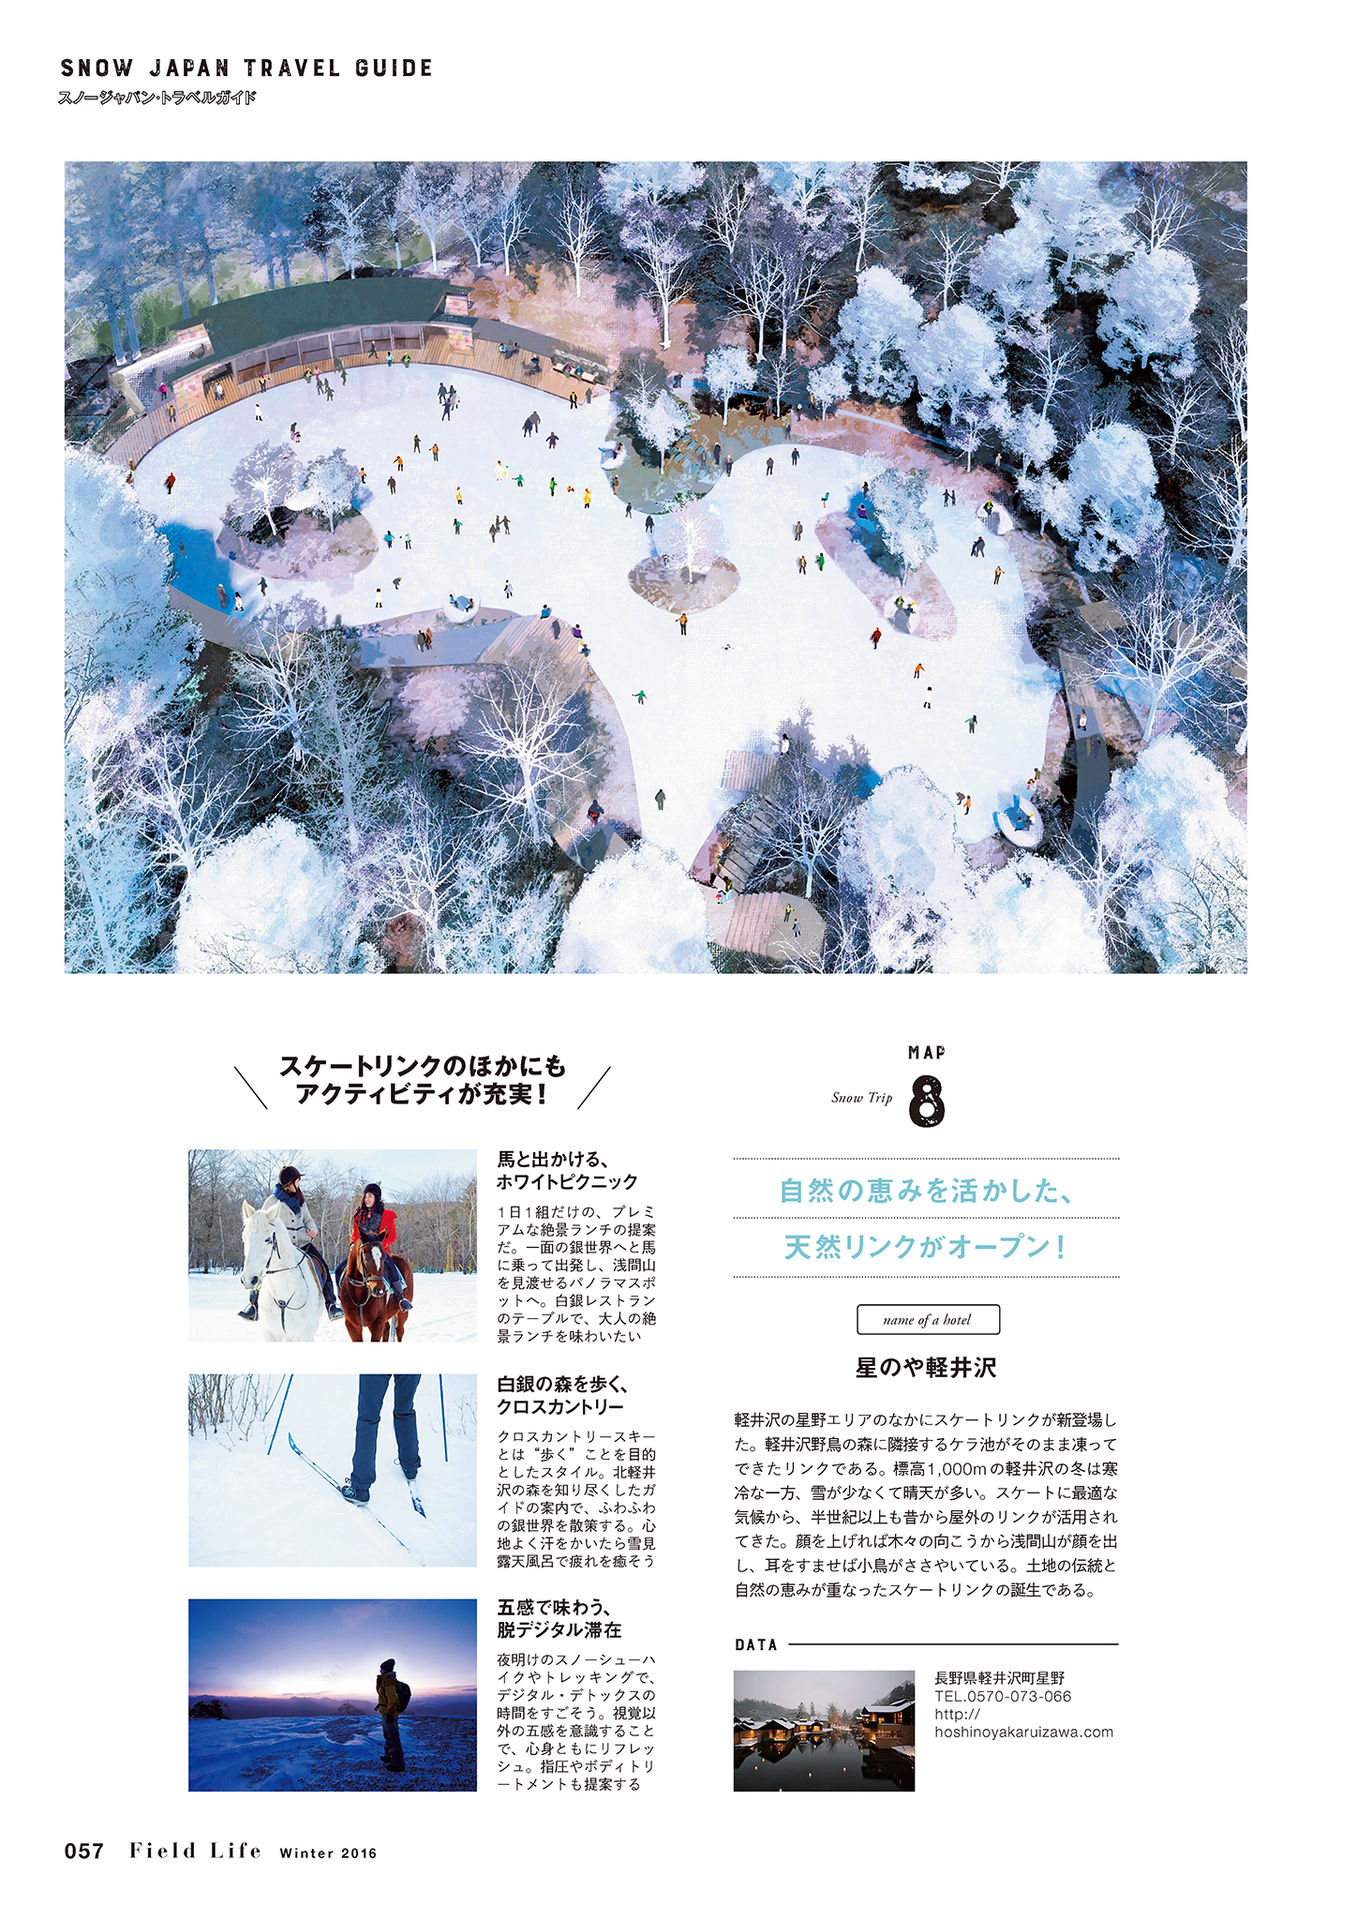 SNOW JAPAN TRAVEL GUIDE
スノージャパン・トラベルガイド
スケートリンクのほかにも
アクティビティが充実！
馬と出かける、
ホワイトピクニック
1日1組だけの、プレミ
アムな絶景ランチの提案
だ。一面の銀世界へと馬
に乗って出発し、浅間山
を見渡せるパノラマスポ
ットへ。白銀レストラン
のテーブルで、大人の絶
景ランチを味わいたい
白銀の森を歩く、
クロスカントリー
クロスカントリースキー
とは“歩く”ことを目的
としたスタイル。北軽井
沢の森を知り尽くしたガ
イドの案内で、ふわふわ
の銀世界を散策する。心
地よく汗をかいたら雪見
露天風呂で疲れを癒そう
五感で味わう、
脱デジタル滞在
夜明けのスノーシューハ
イクやトレッキングで、
デジタル・デトックスの
時間をすごそう。視覚以
外の五感を意識すること
で、心身ともにリフレッ
シュ。指圧やボディトリ
ートメントも提案する
MAP
Snow Trip 8
自然の恵みを活かした、
天然リンクがオープン！
name of a hotel
星のや軽井沢
軽井沢の星野エリアのなかにスケートリンクが新登場し
た。軽井沢野鳥の森に隣接するケラ池がそのまま凍って
できたリンクである。標高1,000mの軽井沢の冬は寒
冷な一方、雪が少なくて晴天が多い。スケートに最適な
気候から、半世紀以上も昔から屋外のリンクが活用され
てきた。顔を上げれば木々の向こうから浅間山が顔を出
し、耳をすませば小鳥がささやいている。土地の伝統と
自然の恵みが重なったスケートリンクの誕生である。
DATA
長野県軽井沢町星野
TEL.0570-073-066
http://
hoshinoyakaruizawa.com
057 Field Life Winter 2016